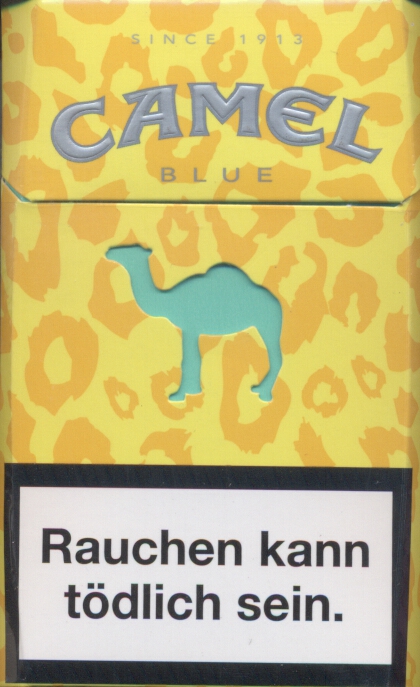 SINCE 1913
CAMEL
BLUE
Rauchen kann
tödlich sein.